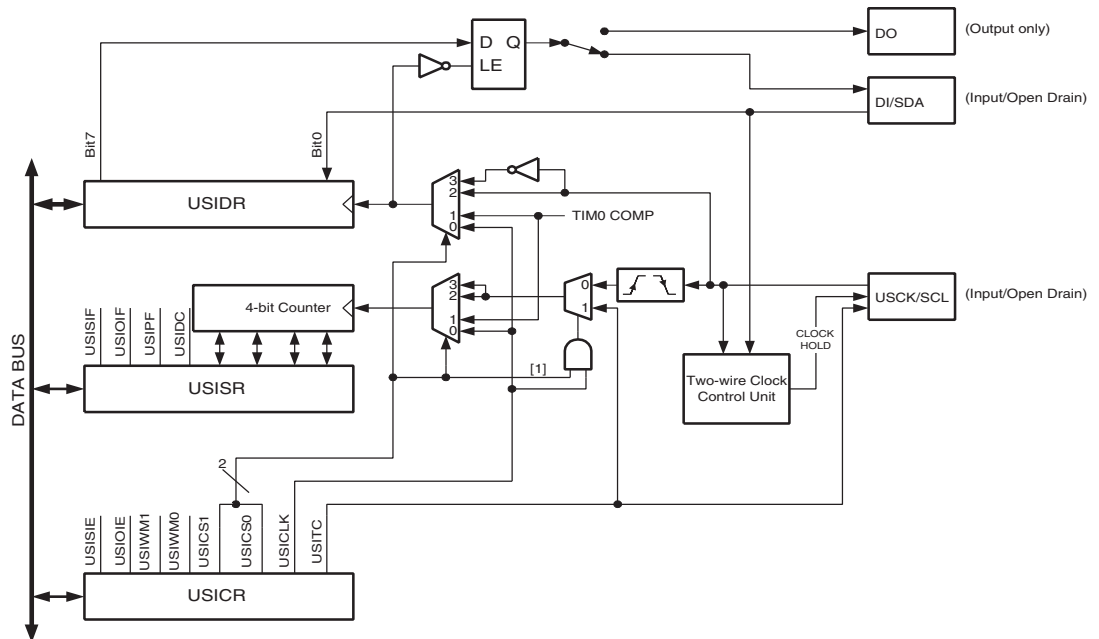 D Q
LE
DO
(Output only)
DI/SDA
(Input/Open Drain)
Bit7
Bit0
USIDR
3
2
1
0
TIM0 COMP
3
2
1
0
0
1
USCK/SCL
(Input/Open Drain)
4-bit Counter
USISIF
USIOIF
USIPF
USIDC
USISR
[1]
CLOCK
HOLD
Two-wire Clock
Control Unit
DATA BUS
2
USISIE
USIOIE
USIWM1
USIWM0
USICS1
USICS0
USICLK
USITC
USICR